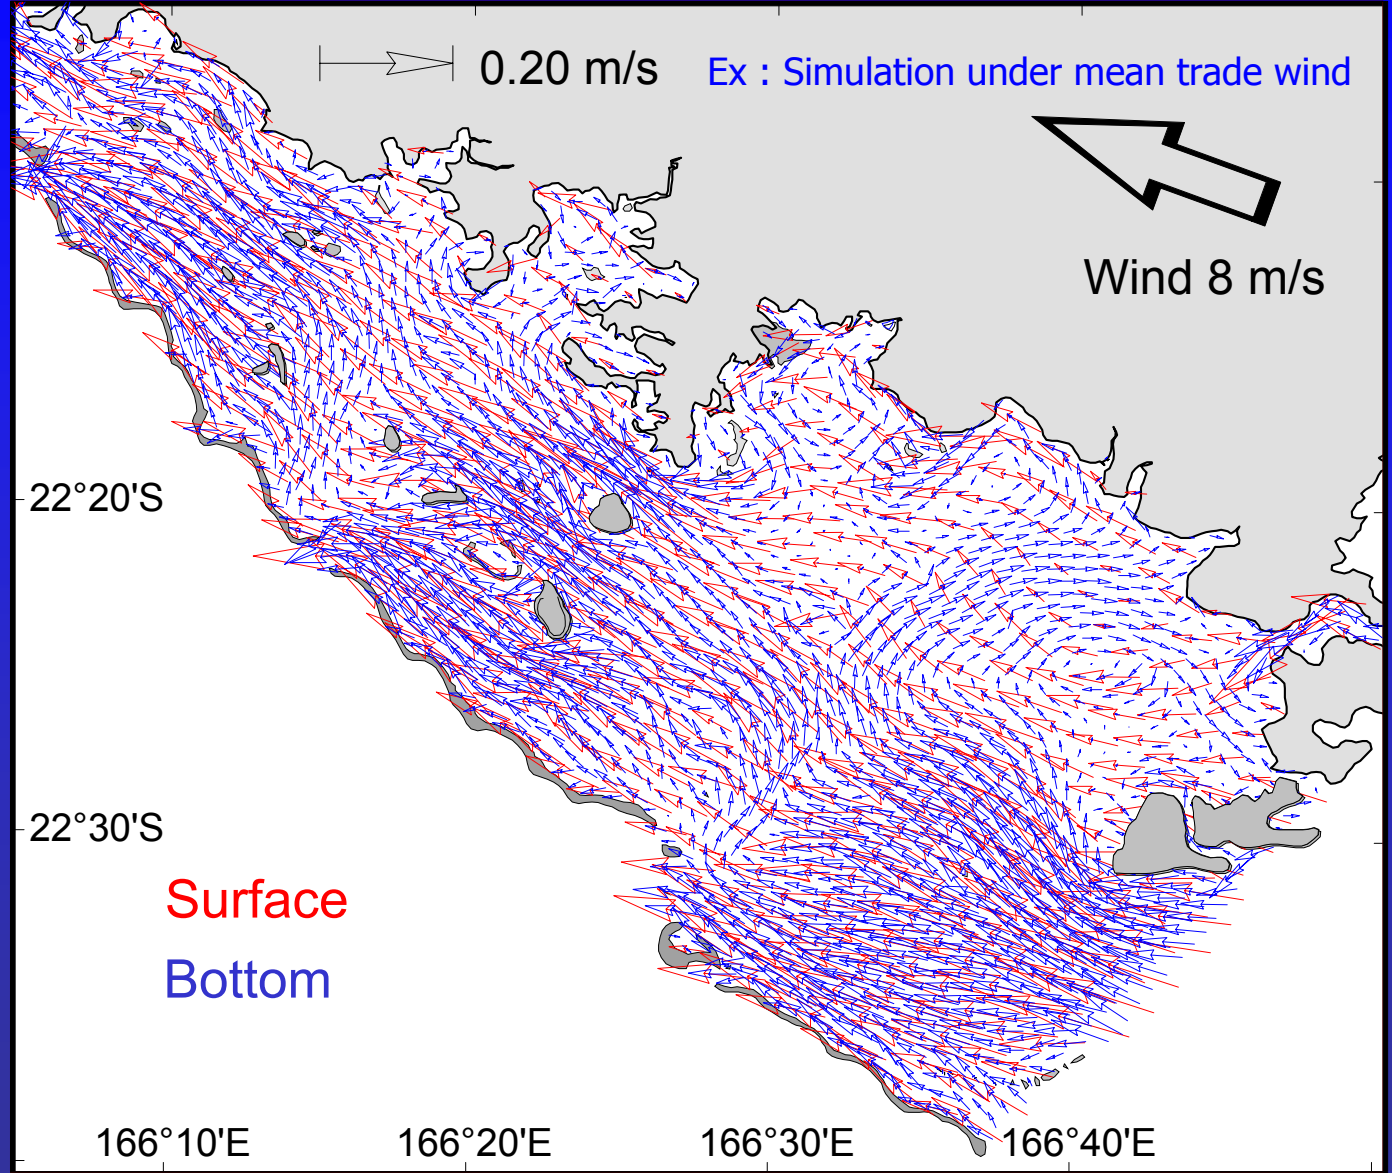 0.20 m/s
Ex : Simulation under mean trade wind
Wind 8 m/s
22°20'S
22°30'S
Surface
Bottom
166°10'E 166°20'E 166°30'E 166°40'E